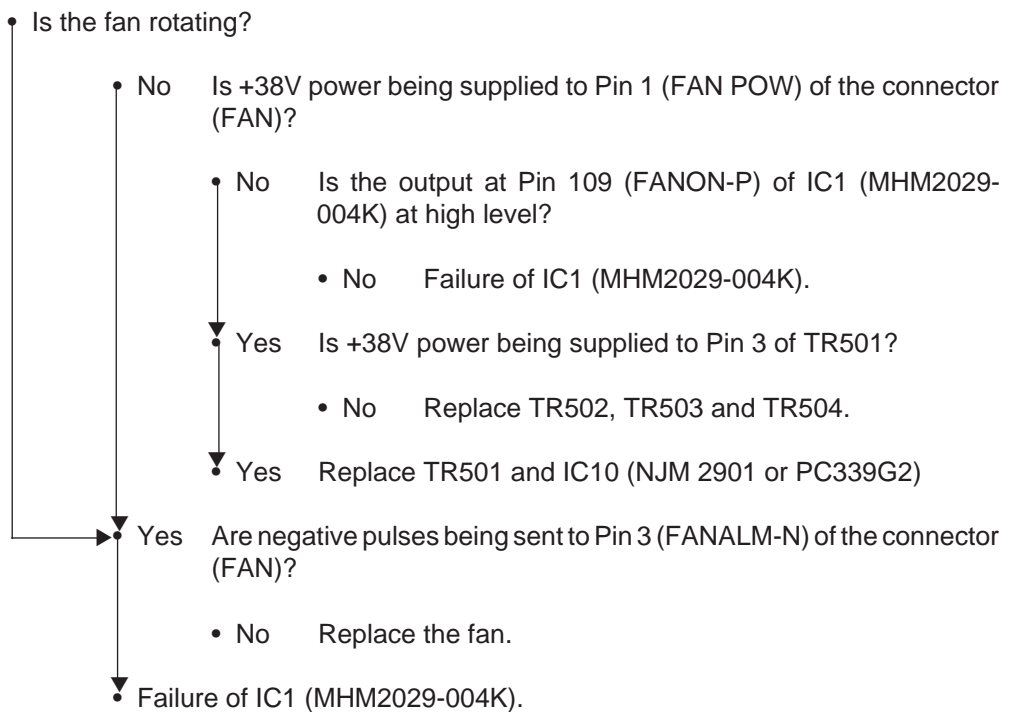 • Is the fan rotating?
• No Is +38V power being supplied to Pin 1 (FAN POW) of the connector
(FAN)?
• No Is the output at Pin 109 (FANON-P) of IC1 (MHM2029-
004K) at high level?
• No Failure of IC1 (MHM2029-004K).
• Yes Is +38V power being supplied to Pin 3 of TR501?
• No Replace TR502, TR503 and TR504.
• Yes Replace TR501 and IC10 (NJM 2901 or PC339G2)
• Yes Are negative pulses being sent to Pin 3 (FANALM-N) of the connector
(FAN)?
• No Replace the fan.
• Failure of IC1 (MHM2029-004K).